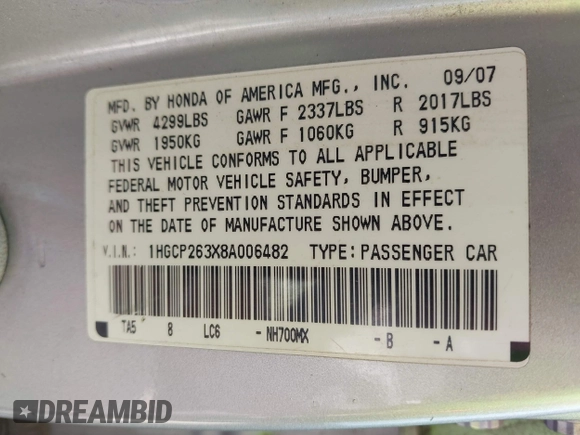 MFD. BY HONDA OF AMERICA MFG., INC. 09/07
GVWR 4299LBS GAWR F 2337LBS R 2017LBS
GVWR 1950KG GAWR F 1060KG R 915KG
THIS VEHICLE CONFORMS TO ALL APPLICABLE
FEDERAL MOTOR VEHICLE SAFETY, BUMPER,
AND THEFT PREVENTION STANDARDS IN EFFECT
ON THE DATE OF MANUFACTURE SHOWN ABOVE.
V.I.N.: 1HGCP263X8A006482 TYPE: PASSENGER CAR
TA5 8 LC6 - NH700MX - B - A
DREAMBID